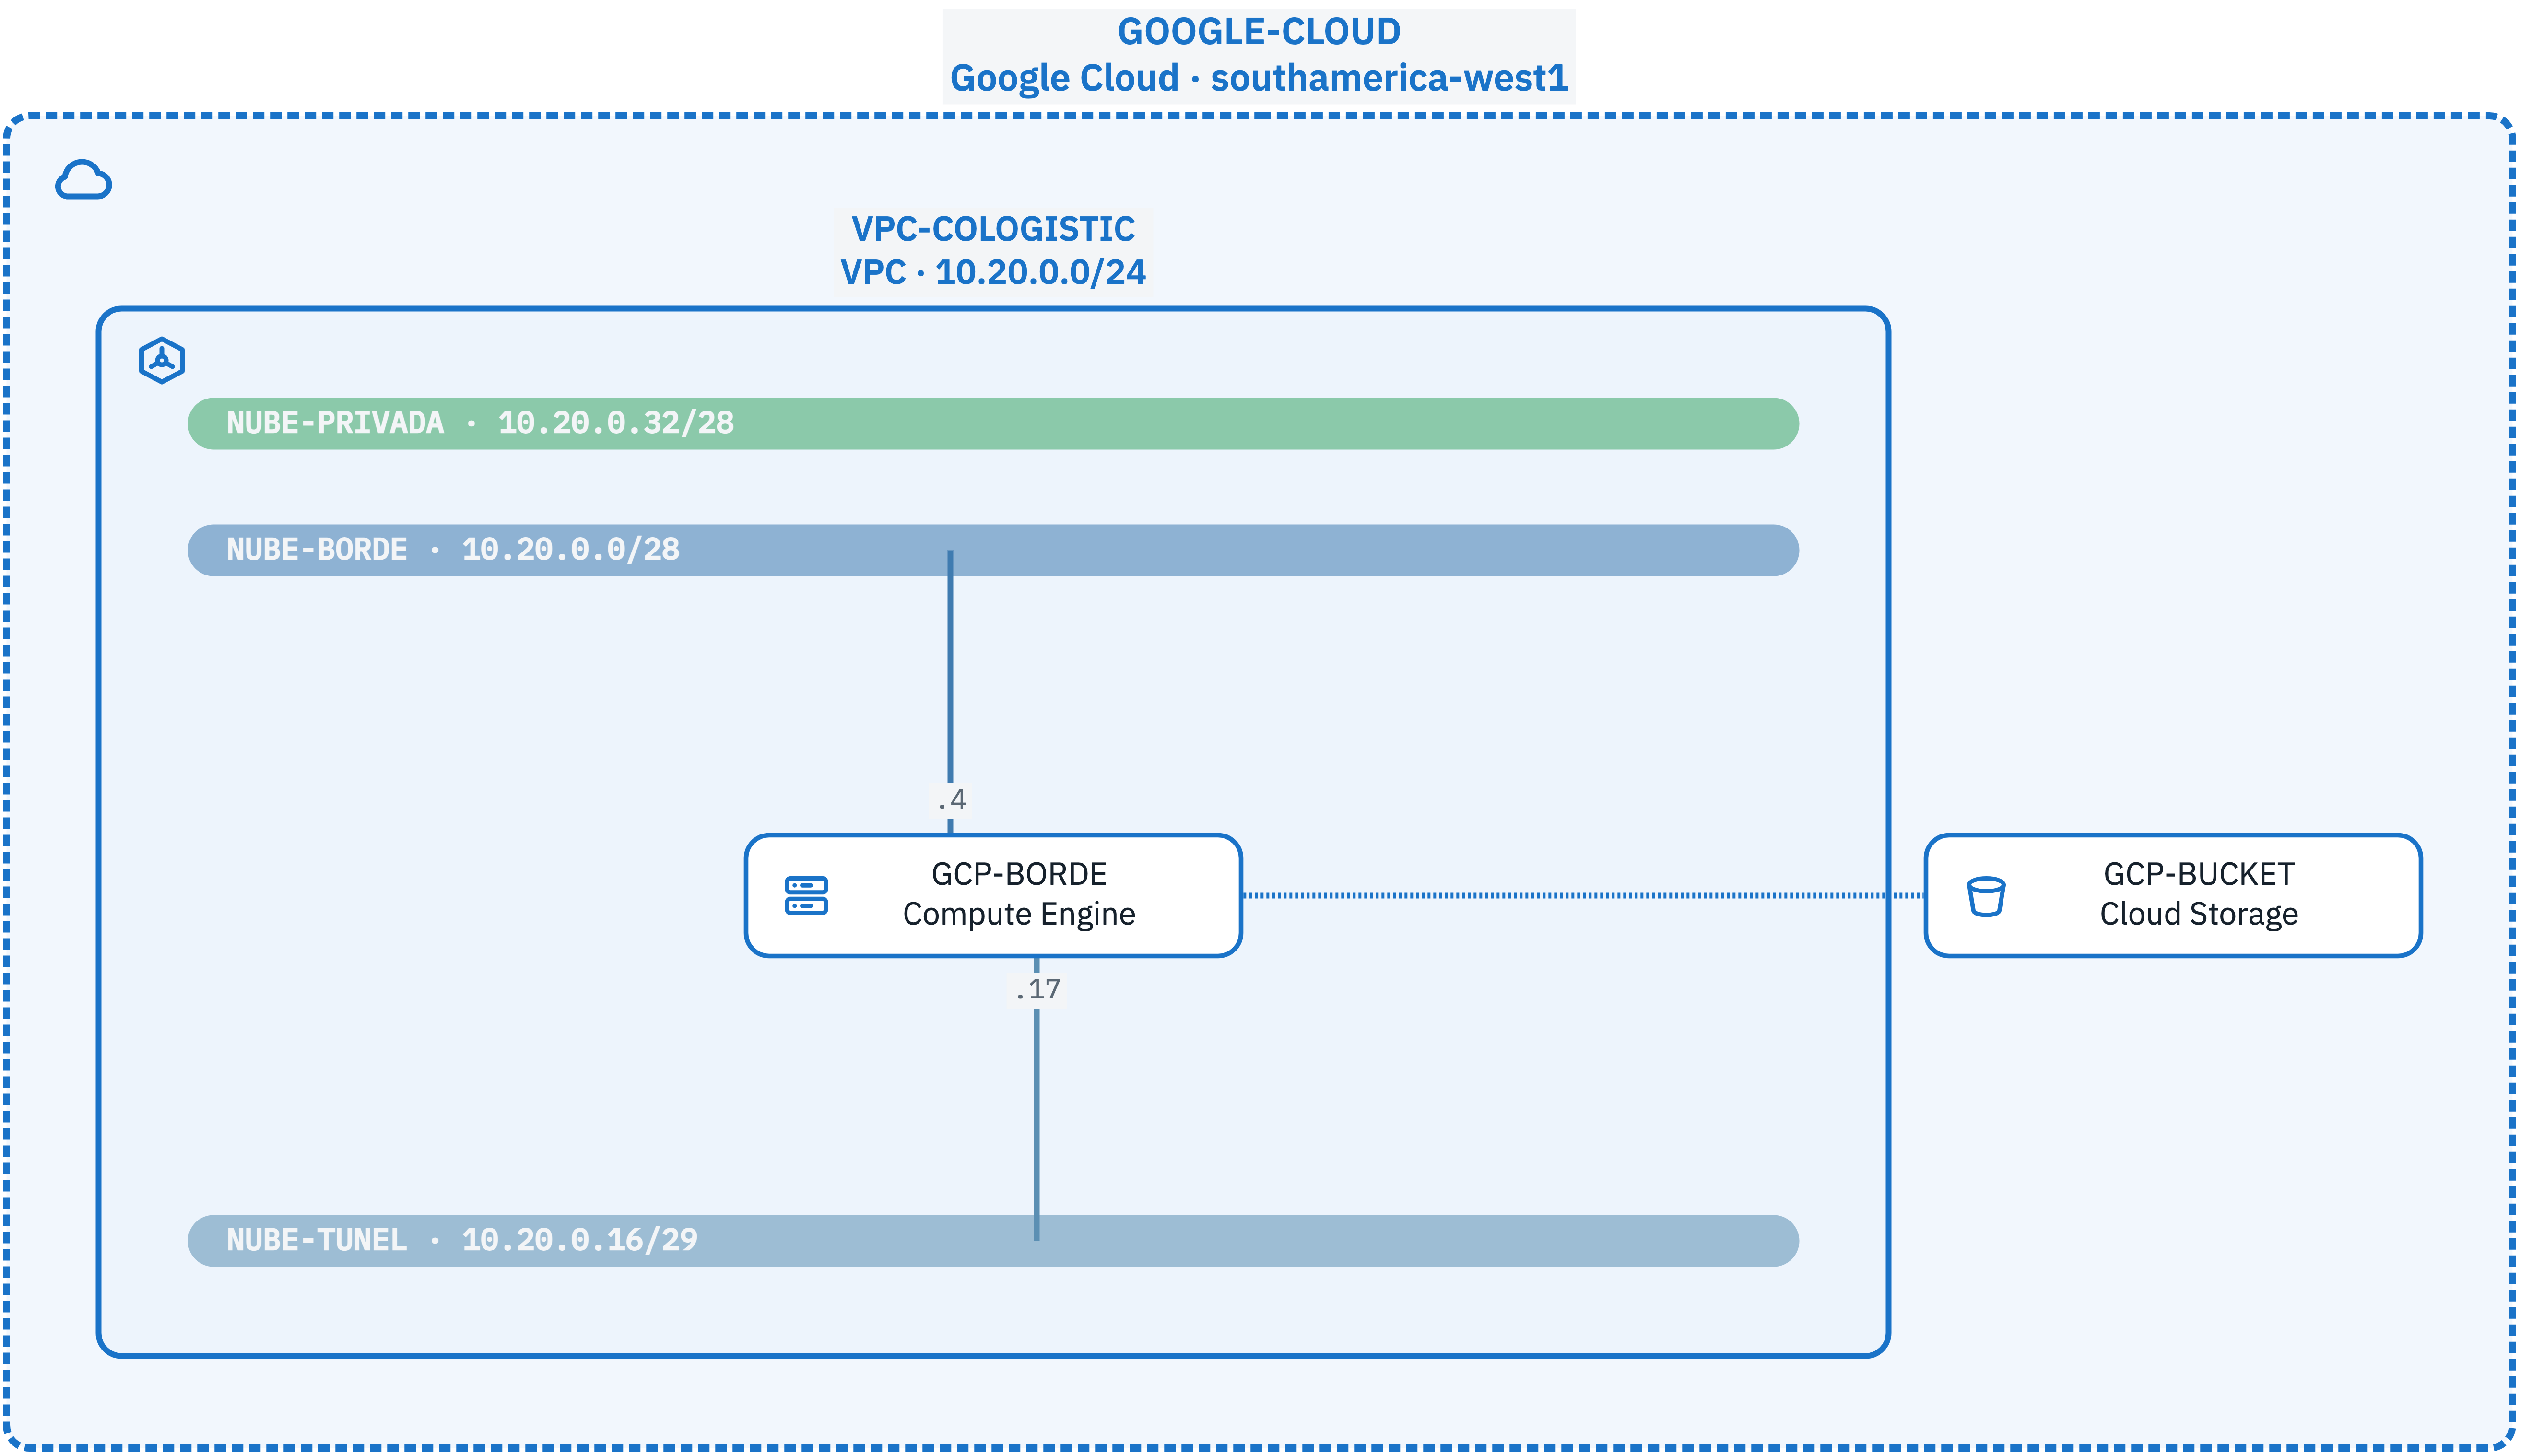 GOOGLE-CLOUD
Google Cloud · southamerica-west1
VPC-COLOGISTIC
VPC · 10.20.0.0/24
NUBE-PRIVADA · 10.20.0.32/28
NUBE-BORDE · 10.20.0.0/28
.4
GCP-BORDE
Compute Engine
GCP-BUCKET
Cloud Storage
.17
NUBE-TUNEL · 10.20.0.16/29